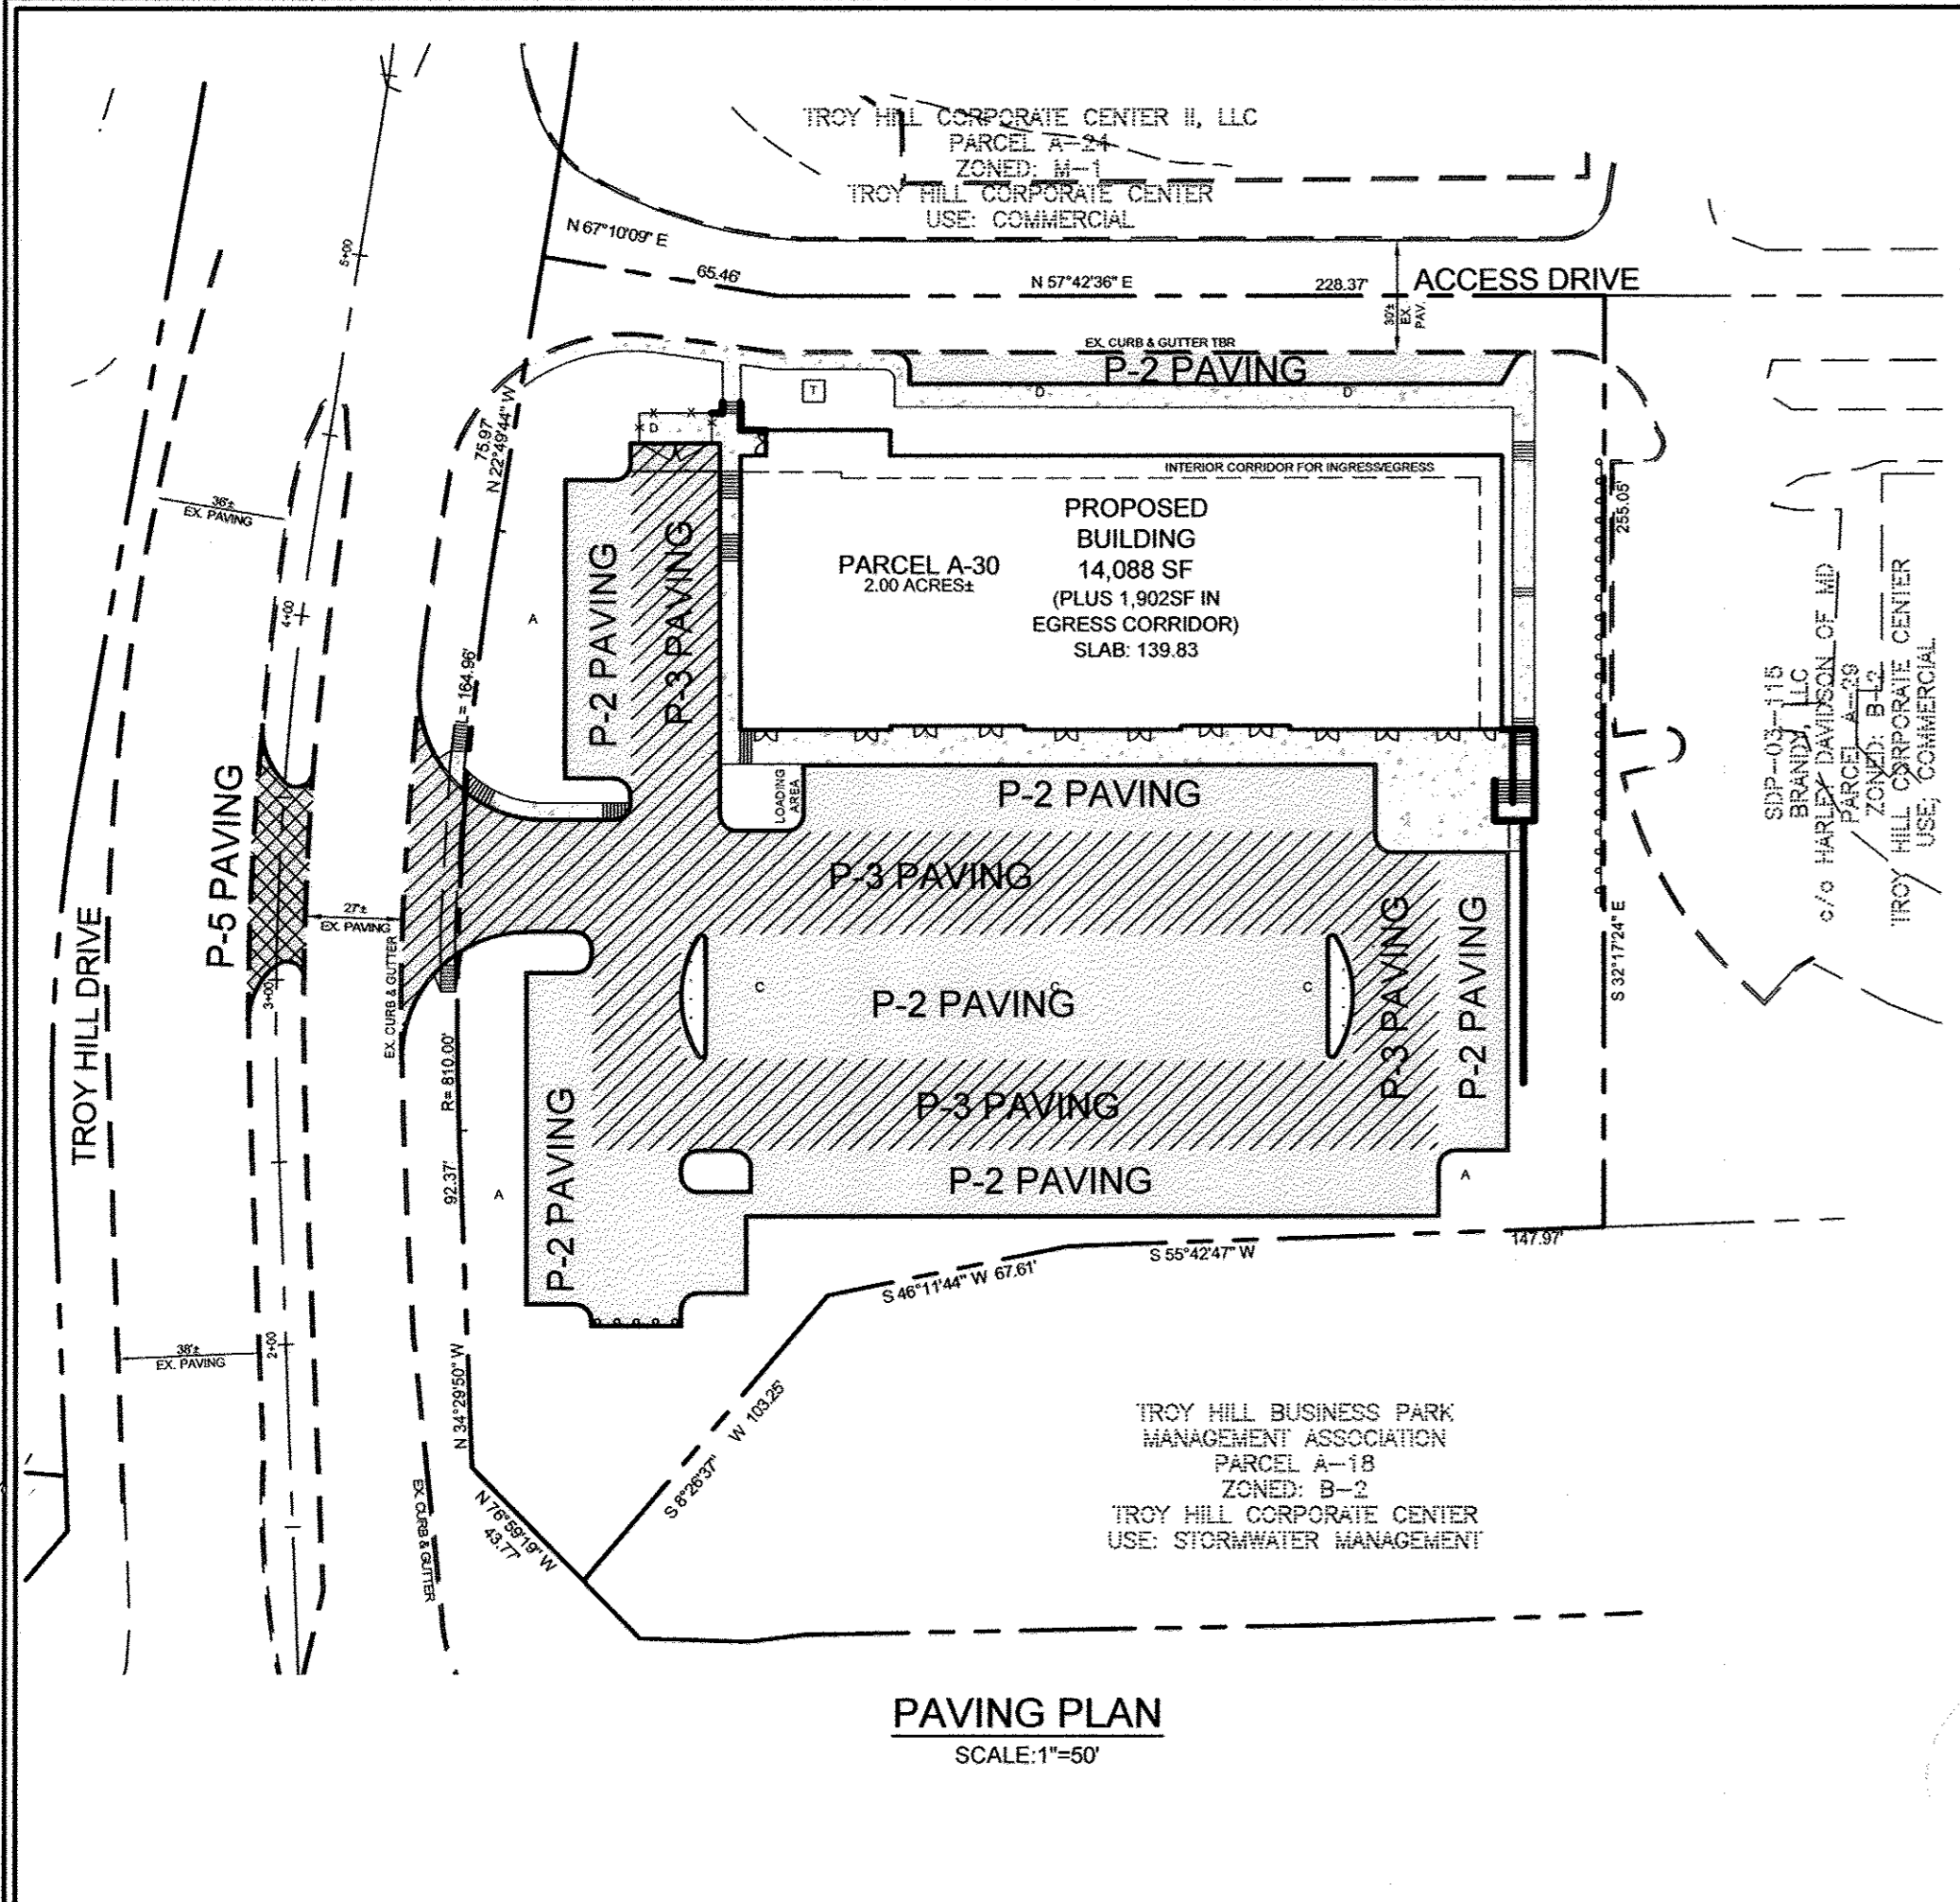 TROY HILL CORPORATE CENTER II, LLC
PARCEL A-24
ZONED: M-1
TROY HILL CORPORATE CENTER
USE: COMMERCIAL
N 67°10'09" E
65.46'
N 57°42'36" E
228.37'
ACCESS DRIVE
30'±
EX.
PAV.
EX. CURB & GUTTER TBR
P-2 PAVING
T
D
D
D
5+00
75.97'
N 22°49'44" W
36'±
EX. PAVING
INTERIOR CORRIDOR FOR INGRESS/EGRESS
PROPOSED
BUILDING
14,088 SF
(PLUS 1,902SF IN
EGRESS CORRIDOR)
SLAB: 139.83
PARCEL A-30
2.00 ACRES±
255.05'
P-2 PAVING
P-3 PAVING
A
4+00
L= 164.96'
SDP-03-115
BRANDY, LLC
c/o HARLEY DAVIDSON OF MD
PARCEL A-29
ZONED: B-2
TROY HILL CORPORATE CENTER
USE: COMMERCIAL
LOADING
AREA
P-2 PAVING
P-5 PAVING
P-3 PAVING
27'±
EX. PAVING
EX. CURB & GUTTER
3+00
TROY HILL DRIVE
P-3 PAVING
P-2 PAVING
S 32°17'24" E
C
C
C
P-2 PAVING
R= 810.00'
P-3 PAVING
92.37'
A
P-2 PAVING
P-2 PAVING
A
147.97'
S 55°42'47" W
S 46°11'44" W 67.61'
38'±
EX. PAVING
2+00
N 34°29'50" W
S 8°26'37" W 103.25'
EX. CURB & GUTTER
N 76°59'19" W
43.77'
TROY HILL BUSINESS PARK
MANAGEMENT ASSOCIATION
PARCEL A-18
ZONED: B-2
TROY HILL CORPORATE CENTER
USE: STORMWATER MANAGEMENT
PAVING PLAN
SCALE:1"=50'